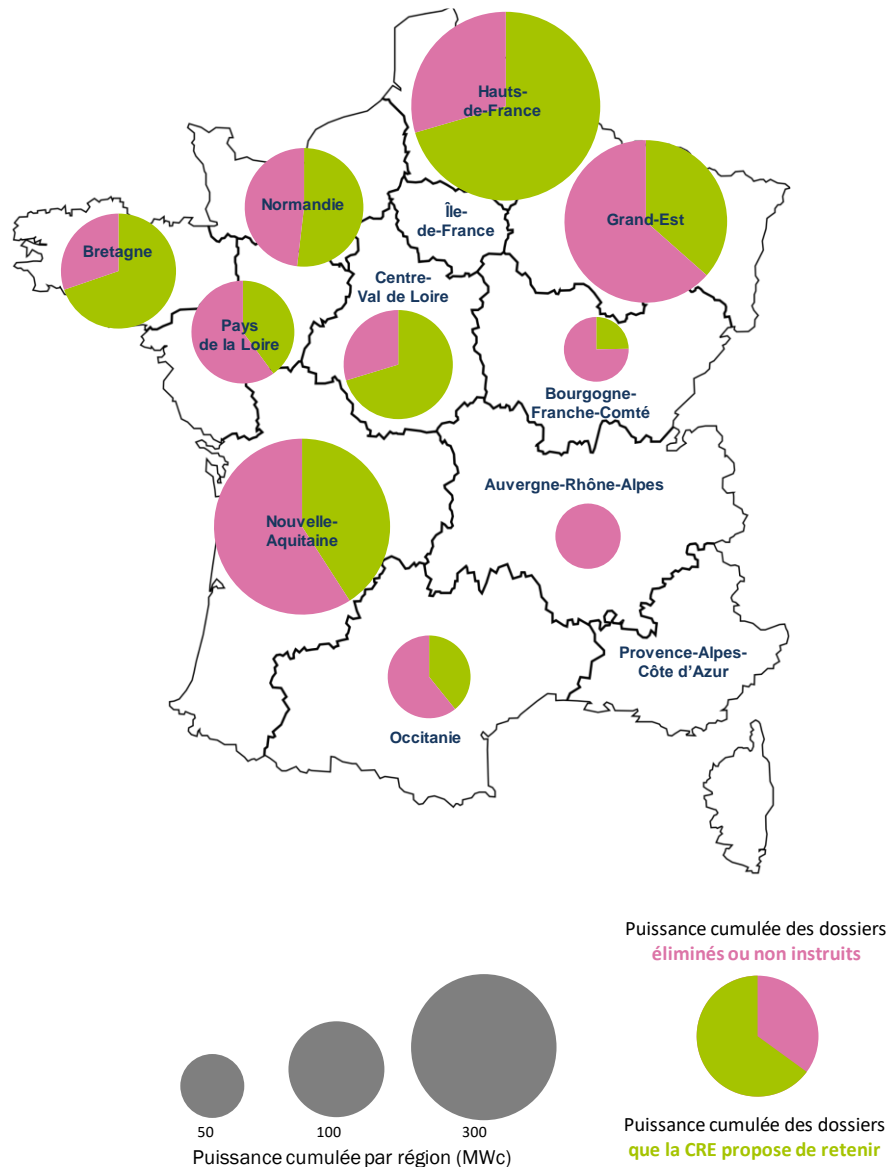 Hauts-
de-France
Normandie
Île-
de-France
Grand-Est
Bretagne
Centre-
Val de Loire
Pays
de la Loire
Bourgogne-
Franche-Comté
Auvergne-Rhône-Alpes
Nouvelle-
Aquitaine
Provence-Alpes-
Côte d'Azur
Occitanie
Puissance cumulée des dossiers
éliminés ou non instruits
50 100 300
Puissance cumulée par région (MWc)
Puissance cumulée des dossiers
que la CRE propose de retenir